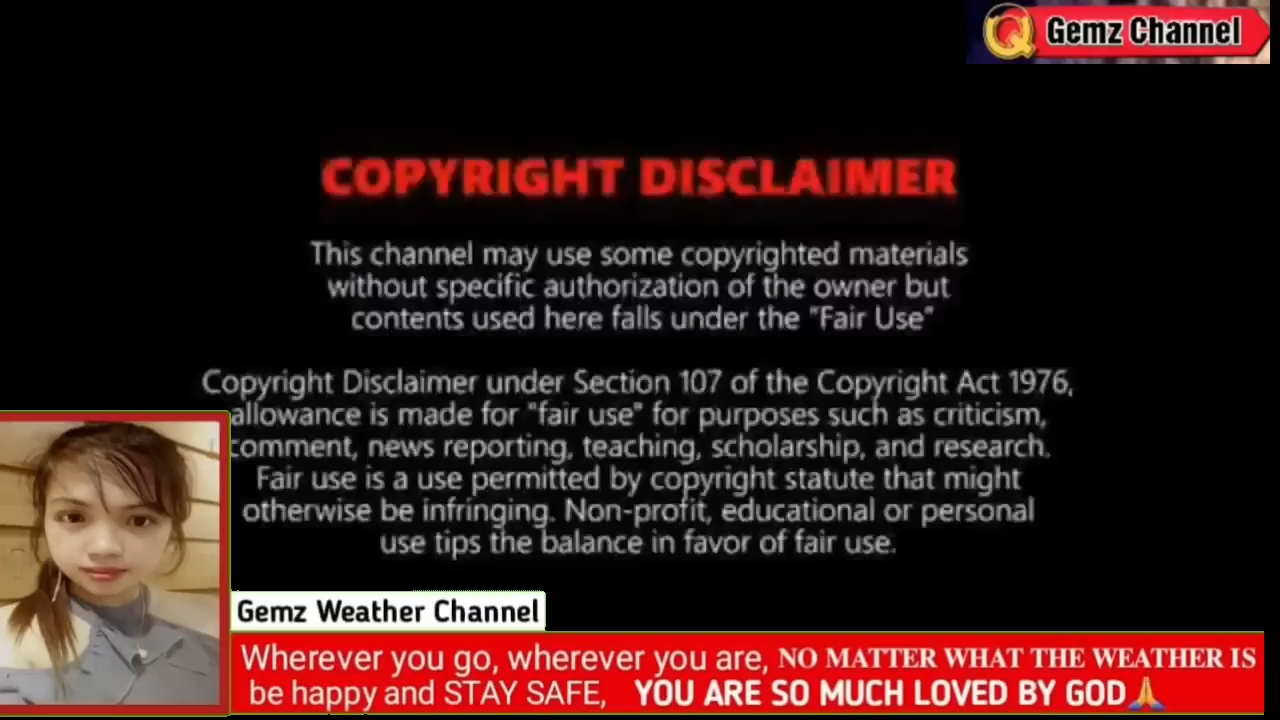 Gemz Channel
COPYRIGHT DISCLAIMER
This channel may use some copyrighted materials
without specific authorization of the owner but
contents used here falls under the "Fair Use"
Copyright Disclaimer under Section 107 of the Copyright Act 1976,
allowance is made for "fair use" for purposes such as criticism,
comment, news reporting, teaching, scholarship, and research.
Fair use is a use permitted by copyright statute that might
otherwise be infringing. Non-profit, educational or personal
use tips the balance in favor of fair use.
Gemz Weather Channel
Wherever you go, wherever you are, NO MATTER WHAT THE WEATHER IS
be happy and STAY SAFE, YOU ARE SO MUCH LOVED BY GOD🙏